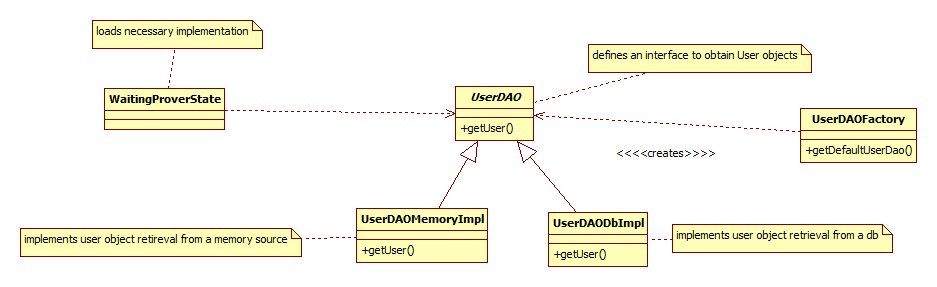 loads necessary implementation
defines an interface to obtain User objects
WaitingProverState
UserDAO
+getUser()
UserDAOFactory
+getDefaultUserDao()
<<<<creates>>>>
UserDAOMemoryImpl
+getUser()
UserDAODbImpl
+getUser()
implements user object retireval from a memory source
implements user object retrieval from a db